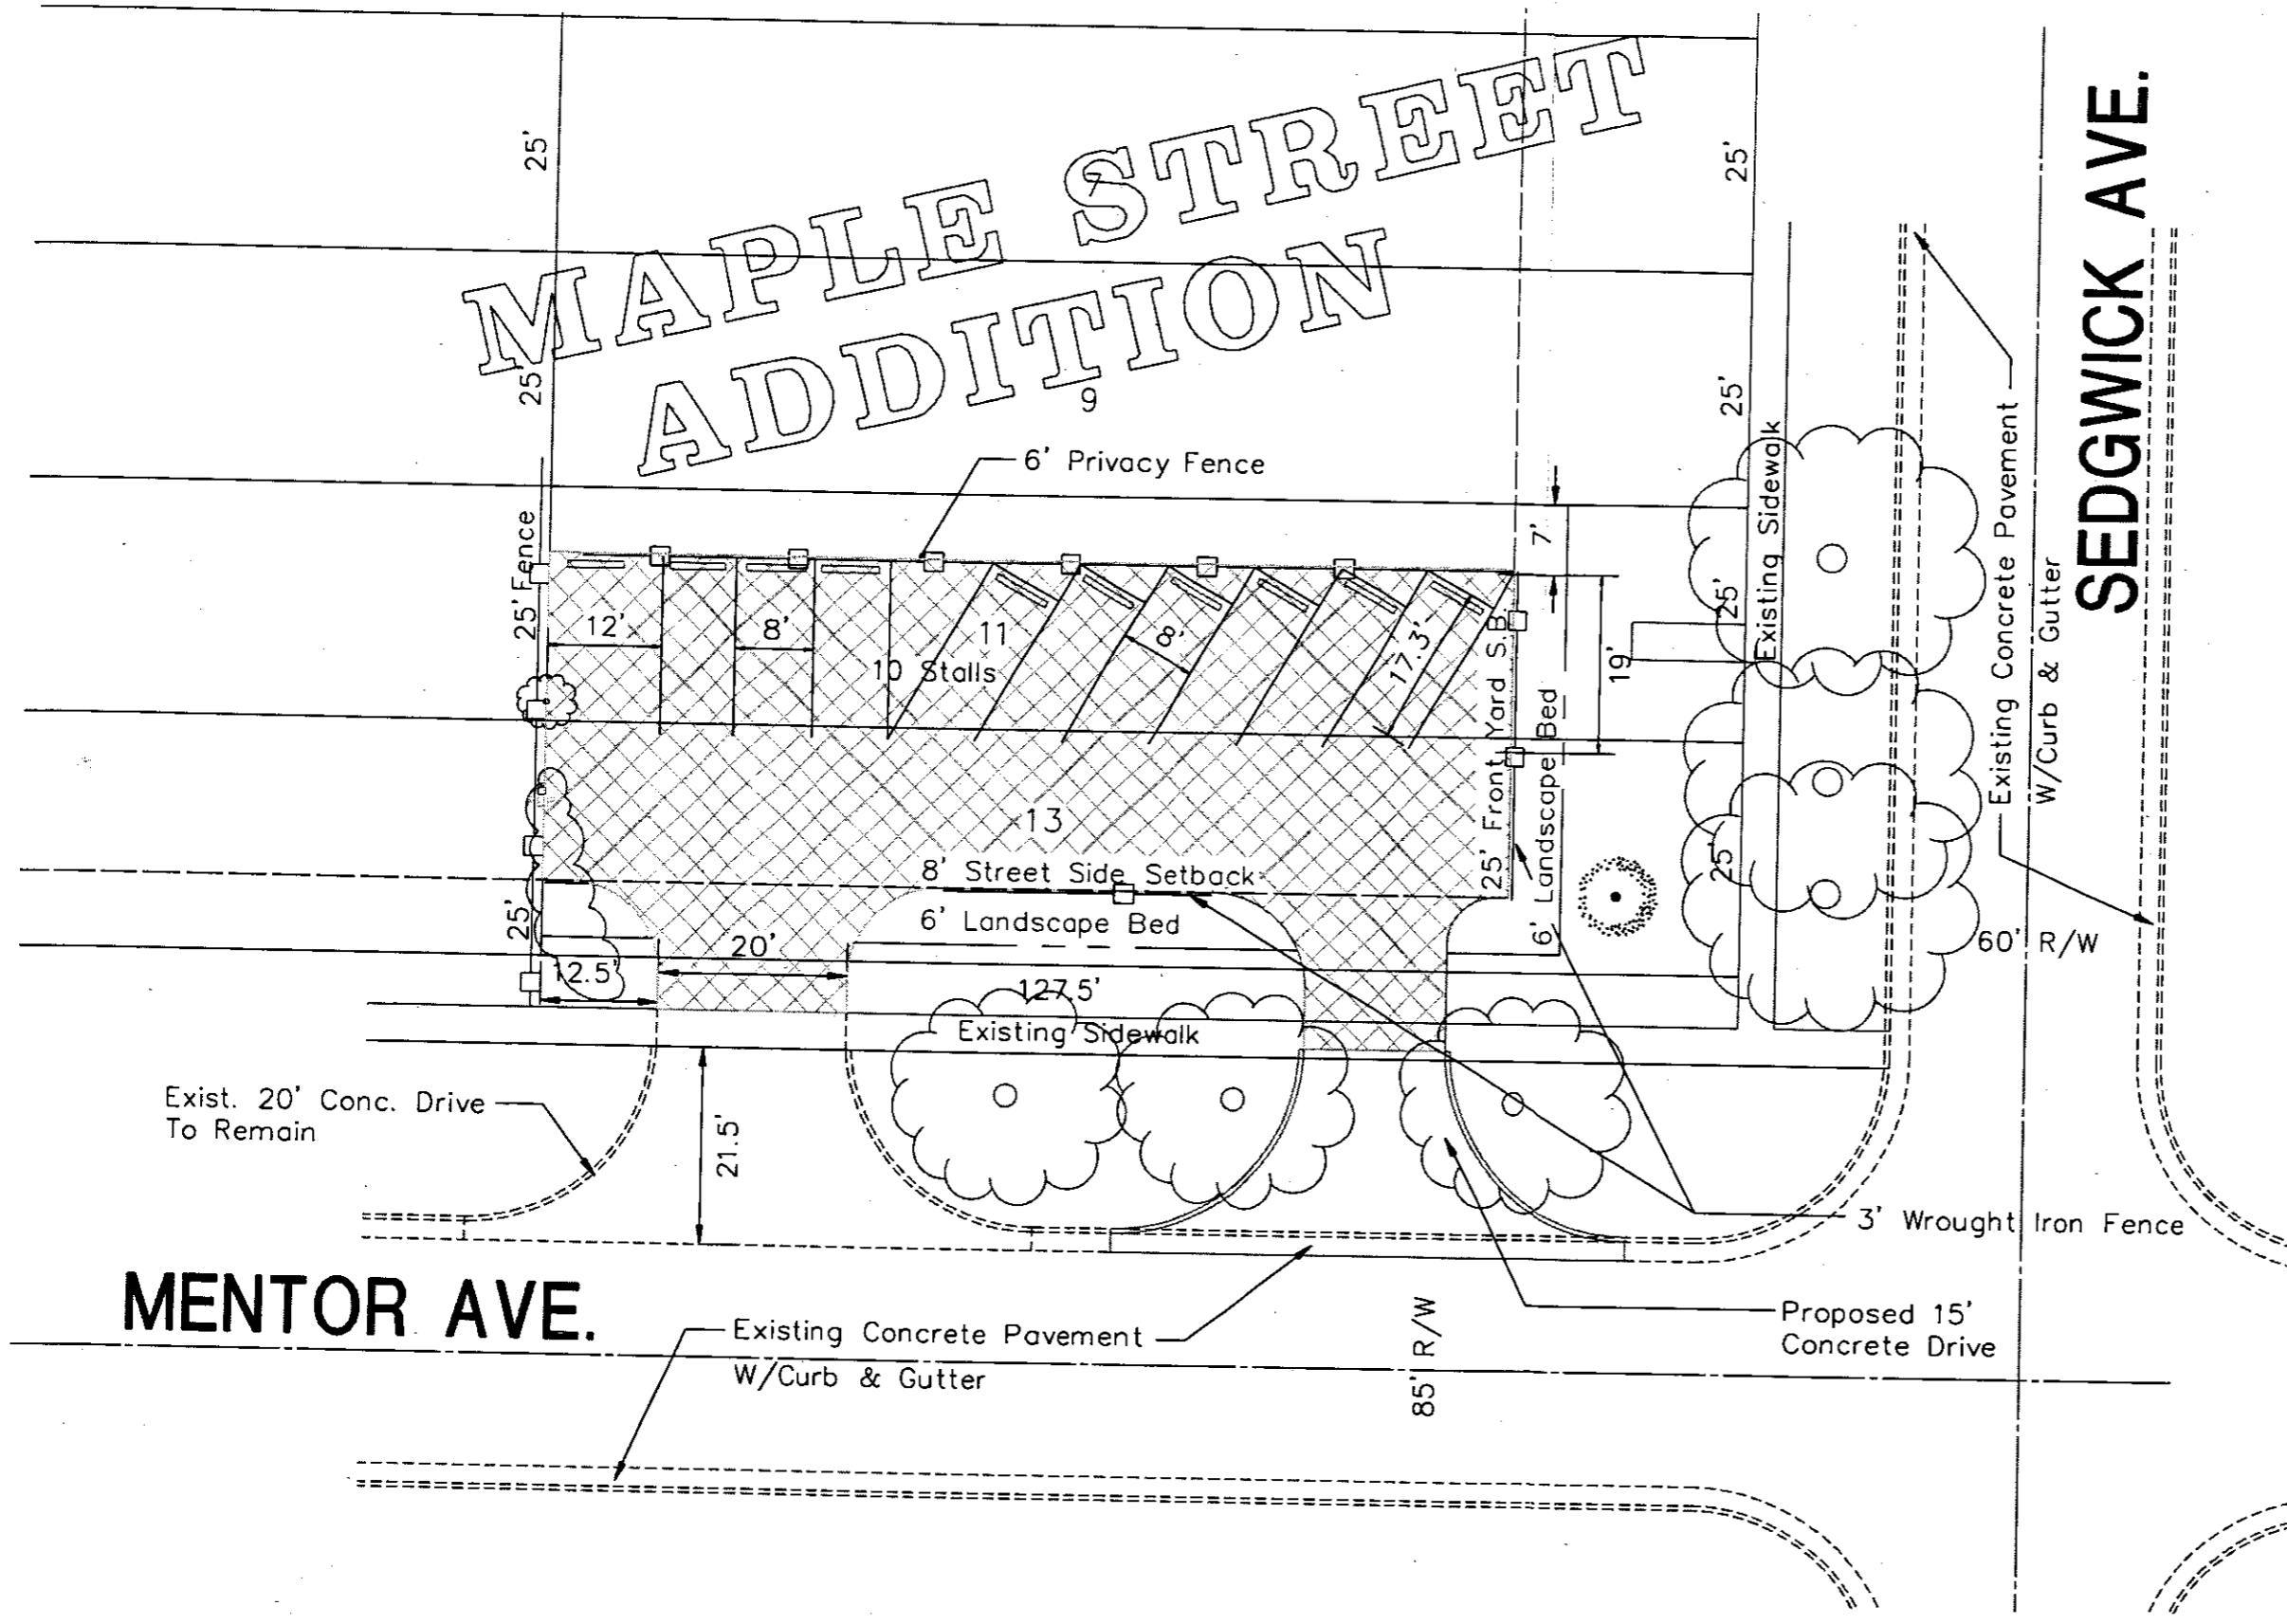 MAPLE STREET
ADDITION
SEDGWICK AVE.
25'
25'
7
25'
25'
9
6' Privacy Fence
Existing Sidewalk
Existing Concrete Pavement
W/Curb & Gutter
7'
25'
Fence
12'
8'
11
10 Stalls
8'
17.3'
19'
25'
25' Front Yard S.B.
6' Landscape Bed
13
25'
8' Street Side Setback
25'
6' Landscape Bed
20'
12.5'
127.5'
60' R/W
Existing Sidewalk
Exist. 20' Conc. Drive
To Remain
21.5'
3' Wrought Iron Fence
MENTOR AVE.
Existing Concrete Pavement
W/Curb & Gutter
85' R/W
Proposed 15'
Concrete Drive